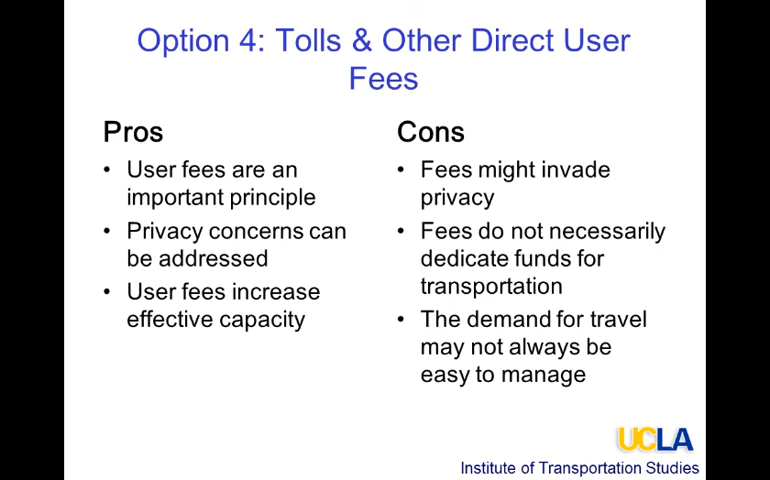 Option 4: Tolls & Other Direct User
Fees
Pros
• User fees are an
important principle
• Privacy concerns can
be addressed
• User fees increase
effective capacity
Cons
• Fees might invade
privacy
• Fees do not necessarily
dedicate funds for
transportation
• The demand for travel
may not always be
easy to manage
UCLA
Institute of Transportation Studies